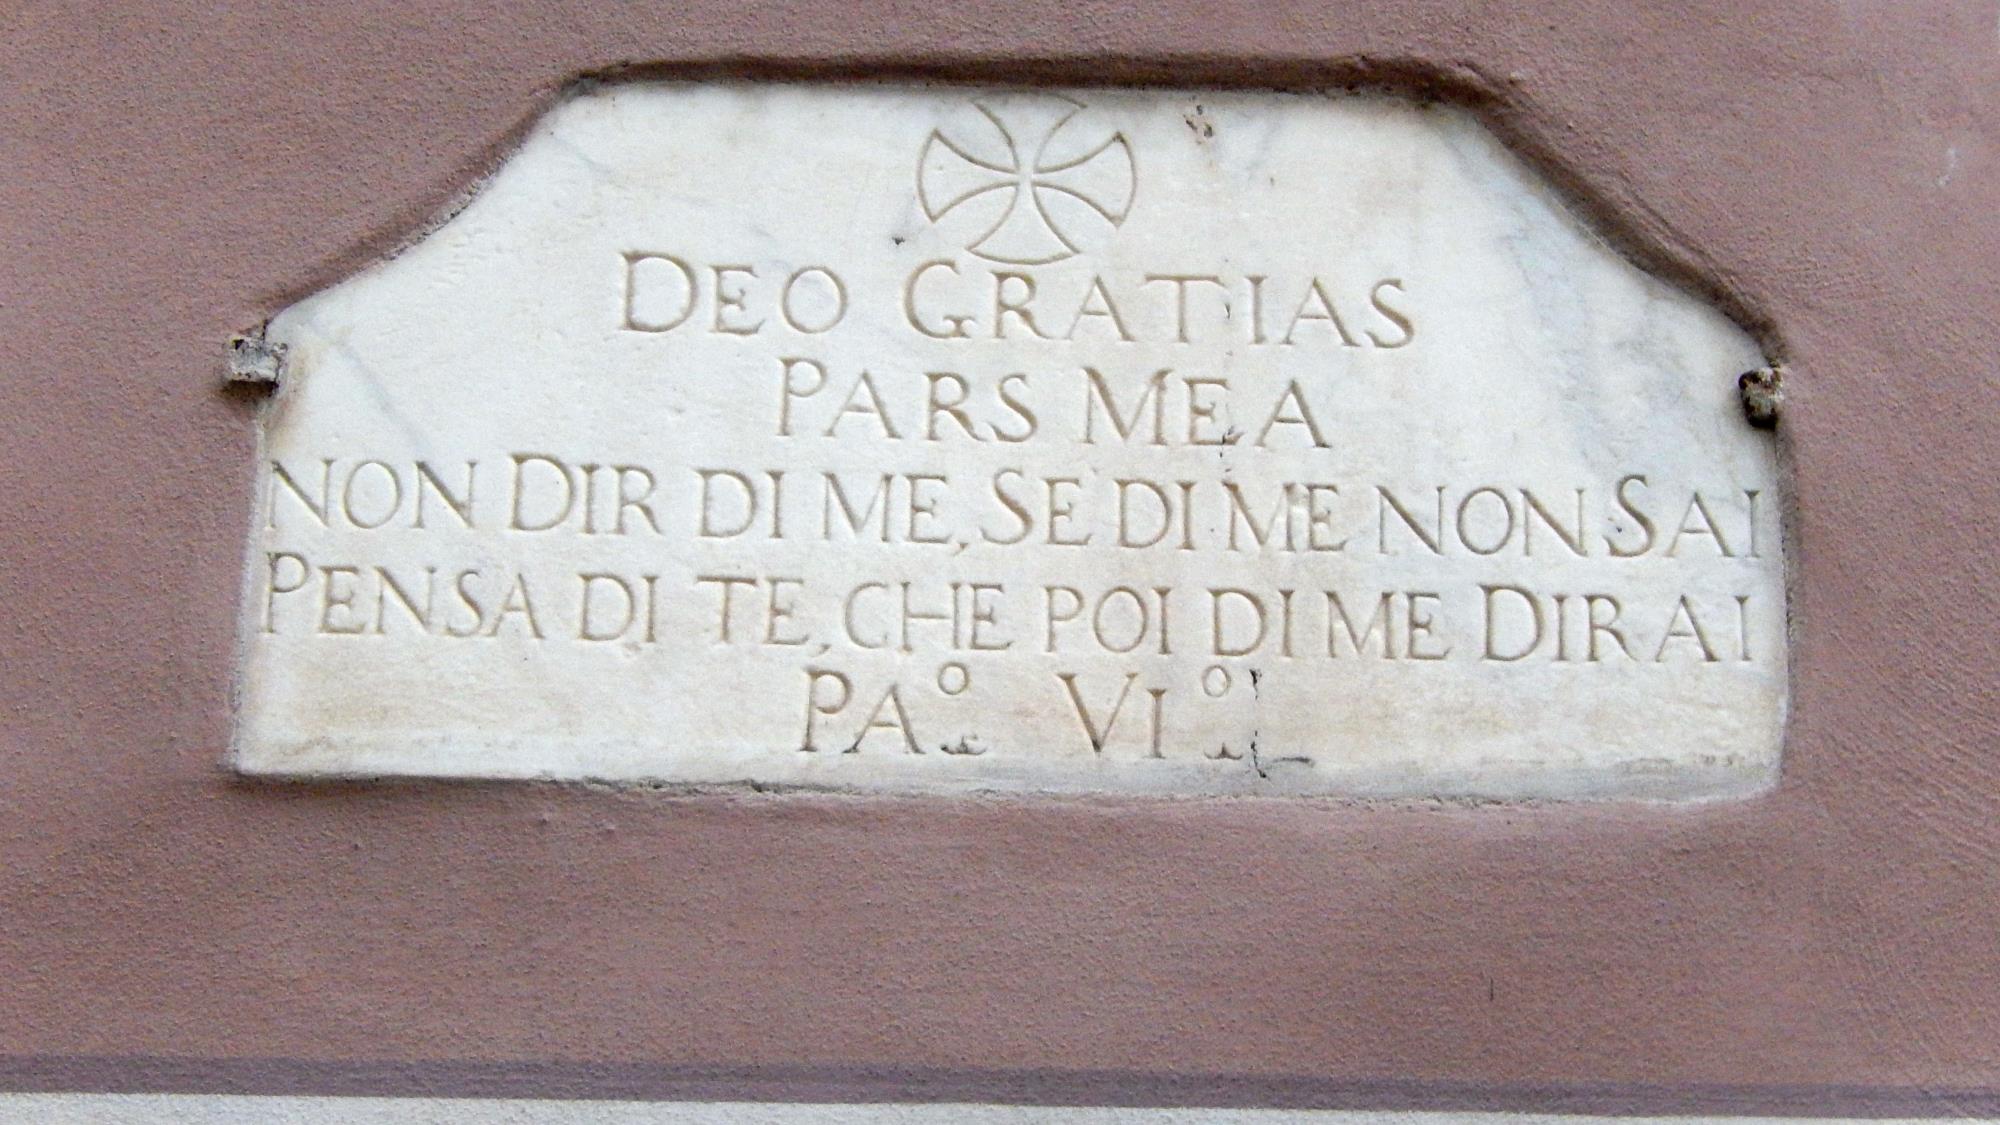 DEO GRATIAS
PARS MEA
NON DIR DI ME, SE DI ME NON SAI
PENSA DI TE, CHE POI DI ME DIRAI
PA.º VI.º